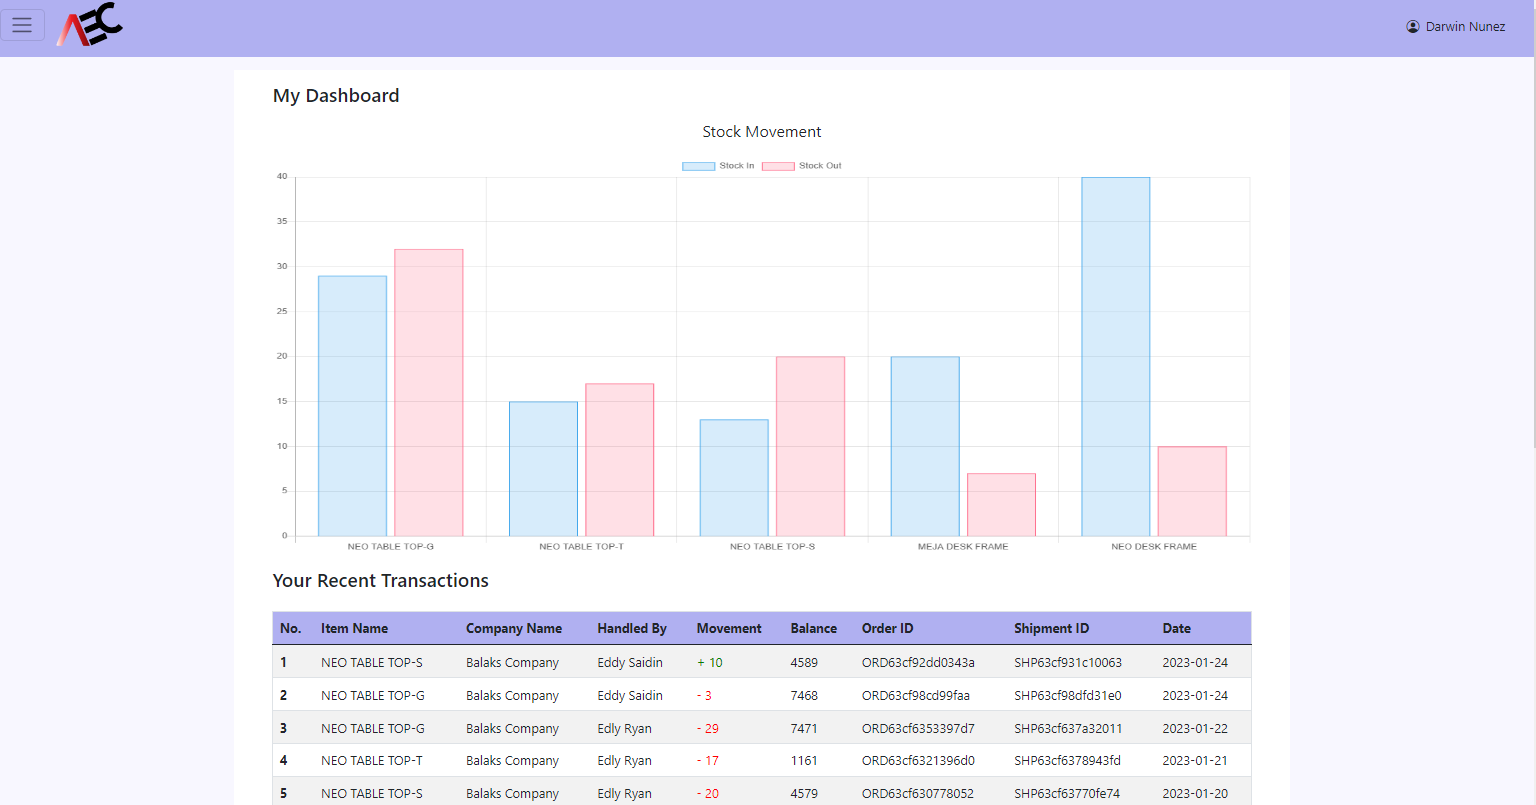 AEC
Darwin Nunez
My Dashboard
Stock Movement
Stock In Stock Out
40
35
30
25
20
15
10
5
0
NEO TABLE TOP-G NEO TABLE TOP-T NEO TABLE TOP-S MEJA DESK FRAME NEO DESK FRAME
Your Recent Transactions
No. Item Name Company Name Handled By Movement Balance Order ID Shipment ID Date
1 NEO TABLE TOP-S Balaks Company Eddy Saidin + 10 4589 ORD63cf92dd0343a SHP63cf931c10063 2023-01-24
2 NEO TABLE TOP-G Balaks Company Eddy Saidin - 3 7468 ORD63cf98cd99faa SHP63cf98dfd31e0 2023-01-24
3 NEO TABLE TOP-G Balaks Company Edly Ryan - 29 7471 ORD63cf6353397d7 SHP63cf637a32011 2023-01-22
4 NEO TABLE TOP-T Balaks Company Edly Ryan - 17 1161 ORD63cf6321396d0 SHP63cf6378943fd 2023-01-21
5 NEO TABLE TOP-S Balaks Company Edly Ryan - 20 4579 ORD63cf630778052 SHP63cf63770fe74 2023-01-20